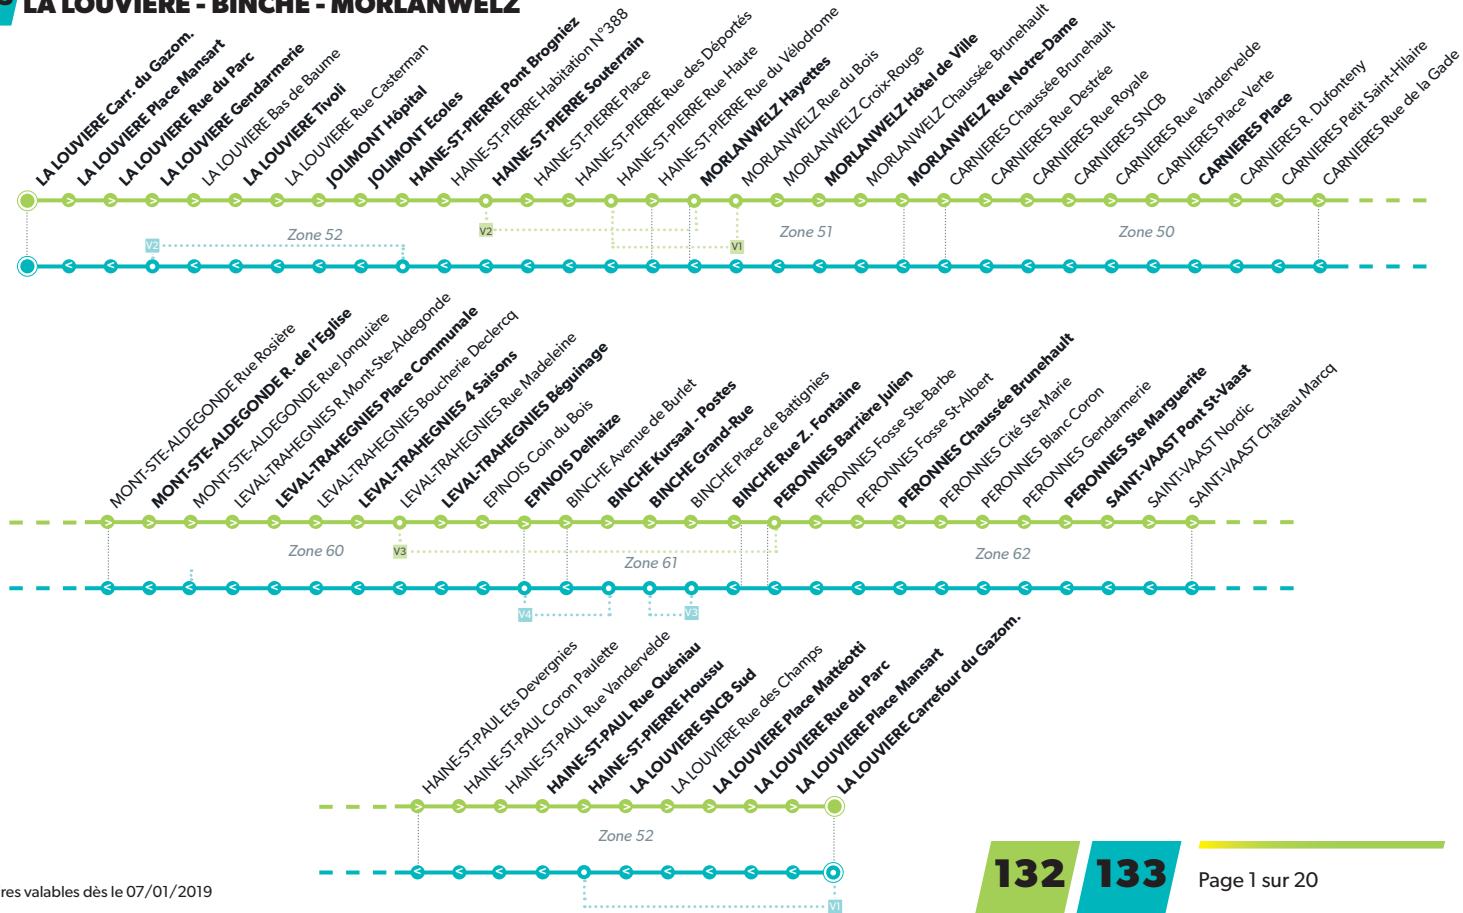 LA LOUVIERE - BINCHE - MORLANWELZ
LA LOUVIERE Carr. du Gazom.
LA LOUVIERE Place Mansart
LA LOUVIERE Rue du Parc
LA LOUVIERE Gendarmerie
LA LOUVIERE Bas de Baume
LA LOUVIERE Tivoli
LA LOUVIERE Rue Casterman
JOLIMONT Hôpital
JOLIMONT Ecoles
HAINE-ST-PIERRE Pont Brogniez
HAINE-ST-PIERRE Habitation N°388
HAINE-ST-PIERRE Souterrain
HAINE-ST-PIERRE Place
HAINE-ST-PIERRE Rue des Déportés
HAINE-ST-PIERRE Rue Haute
HAINE-ST-PIERRE Rue du Vélodrome
MORLANWELZ Hayettes
MORLANWELZ Rue du Bois
MORLANWELZ Croix-Rouge
MORLANWELZ Hôtel de Ville
MORLANWELZ Chaussée Brunehault
MORLANWELZ Rue Notre-Dame
CARNIERES Chaussée Brunehault
CARNIERES Rue Destrée
CARNIERES Rue Royale
CARNIERES SNCB
CARNIERES Rue Vandervelde
CARNIERES Place Verte
CARNIERES Place
CARNIERES R. Dufonteny
CARNIERES Petit Saint-Hilaire
CARNIERES Rue de la Gade
V2
Zone 52
V2
V1
Zone 51
Zone 50
MONT-STE-ALDEGONDE Rue Rosière
MONT-STE-ALDEGONDE R. de l'Eglise
MONT-STE-ALDEGONDE Rue Jonquière
LEVAL-TRAHEGNIES R.Mont-Ste-Aldegonde
LEVAL-TRAHEGNIES Place Communale
LEVAL-TRAHEGNIES Boucherie Declercq
LEVAL-TRAHEGNIES 4 Saisons
LEVAL-TRAHEGNIES Rue Madeleine
LEVAL-TRAHEGNIES Béguinage
EPINOIS Coin du Bois
EPINOIS Delhaize
BINCHE Avenue de Burlet
BINCHE Kursaal - Postes
BINCHE Grand-Rue
BINCHE Place de Battignies
BINCHE Rue Z. Fontaine
PERONNES Barrière Julien
PERONNES Fosse Ste-Barbe
PERONNES Fosse St-Albert
PERONNES Chaussée Brunehault
PERONNES Cité Ste-Marie
PERONNES Blanc Coron
PERONNES Gendarmerie
PERONNES Ste Marguerite
SAINT-VAAST Pont St-Vaast
SAINT-VAAST Nordic
SAINT-VAAST Château Marcq
Zone 60
V3
Zone 61
Zone 62
V4
V3
HAINE-ST-PAUL Ets Devergnies
HAINE-ST-PAUL Coron Paulette
HAINE-ST-PAUL Rue Vandervelde
HAINE-ST-PAUL Rue Quéniau
HAINE-ST-PIERRE Houssu
LA LOUVIERE SNCB Sud
LA LOUVIERE Rue des Champs
LA LOUVIERE Place Mattéotti
LA LOUVIERE Rue du Parc
LA LOUVIERE Place Mansart
LA LOUVIERE Carrefour du Gazom.
Zone 52
V1
res valables dès le 07/01/2019
132 133
Page 1 sur 20